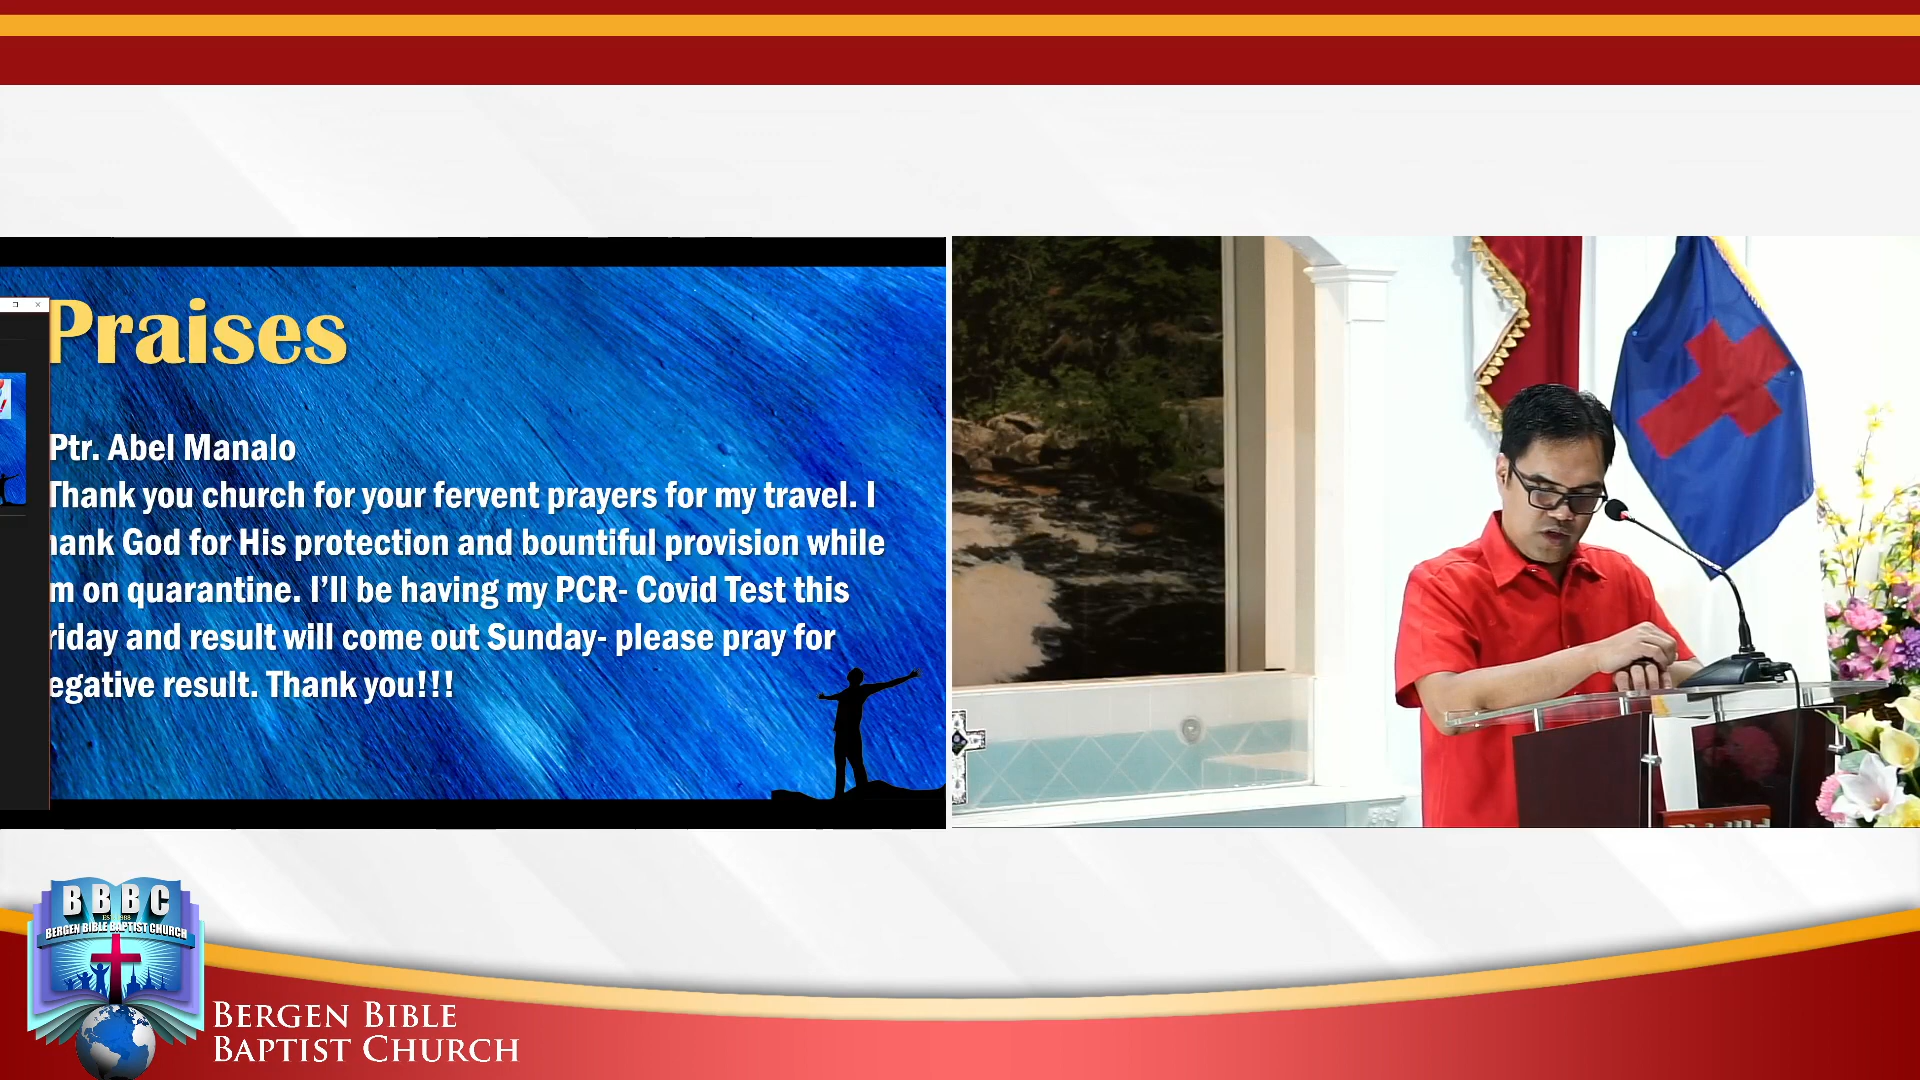 Praises
Ptr. Abel Manalo
Thank you church for your fervent prayers for my travel. I
hank God for His protection and bountiful provision while
m on quarantine. I’ll be having my PCR- Covid Test this
riday and result will come out Sunday- please pray for
egative result. Thank you!!!
BBBC
BERGEN BIBLE BAPTIST CHURCH
BERGEN BIBLE
BAPTIST CHURCH